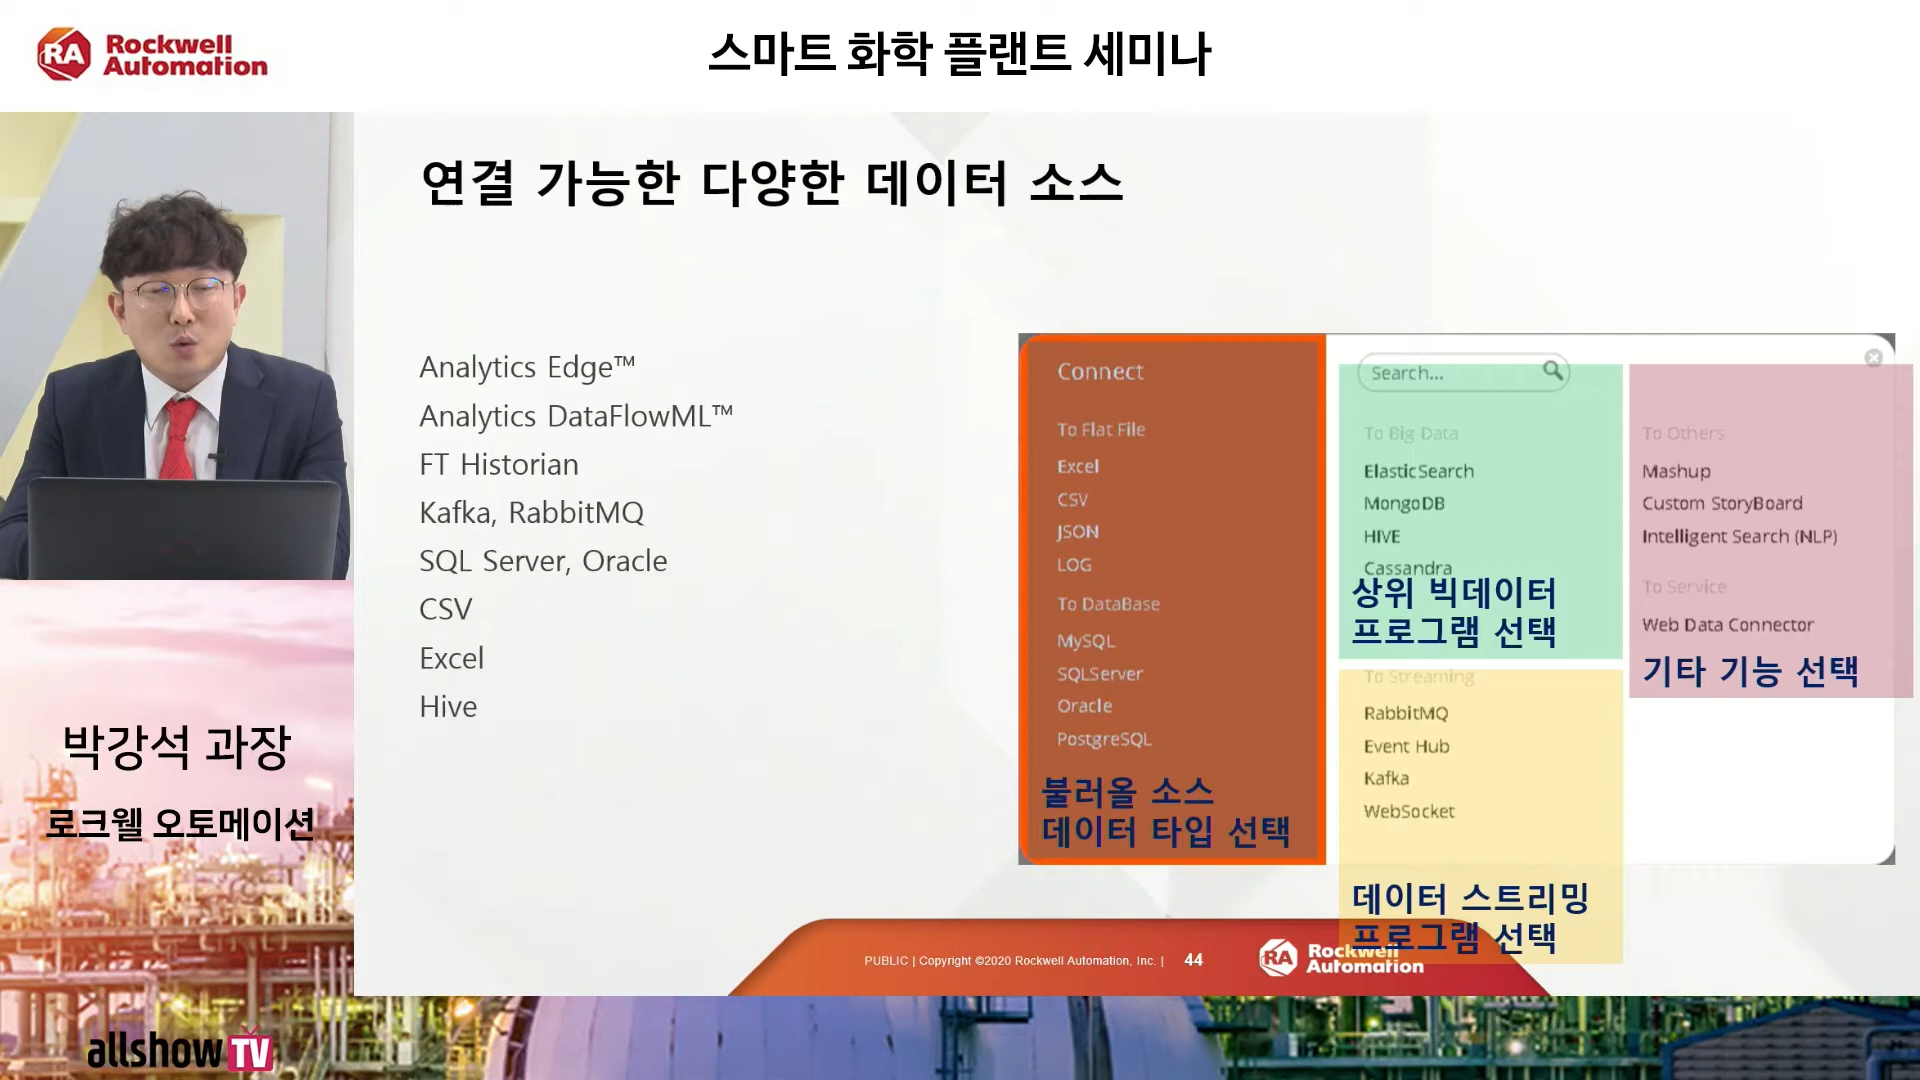 RA Rockwell Automation
스마트 화학 플랜트 세미나
연결 가능한 다양한 데이터 소스
Analytics Edge™
Analytics DataFlowML™
FT Historian
Kafka, RabbitMQ
SQL Server, Oracle
CSV
Excel
Hive
Connect
To Flat File
Excel
CSV
JSON
LOG
To DataBase
MySQL
SQLServer
Oracle
PostgreSQL
불러올 소스
데이터 타입 선택
Search...
To Big Data
ElasticSearch
MongoDB
HIVE
Cassandra
상위 빅데이터
프로그램 선택
To Streaming
RabbitMQ
Event Hub
Kafka
WebSocket
데이터 스트리밍
프로그램 선택
To Others
Mashup
Custom StoryBoard
Intelligent Search (NLP)
To Service
Web Data Connector
기타 기능 선택
박강석 과장
로크웰 오토메이션
PUBLIC | Copyright ©2020 Rockwell Automation, Inc. | 44
RA Rockwell Automation
allshow TV